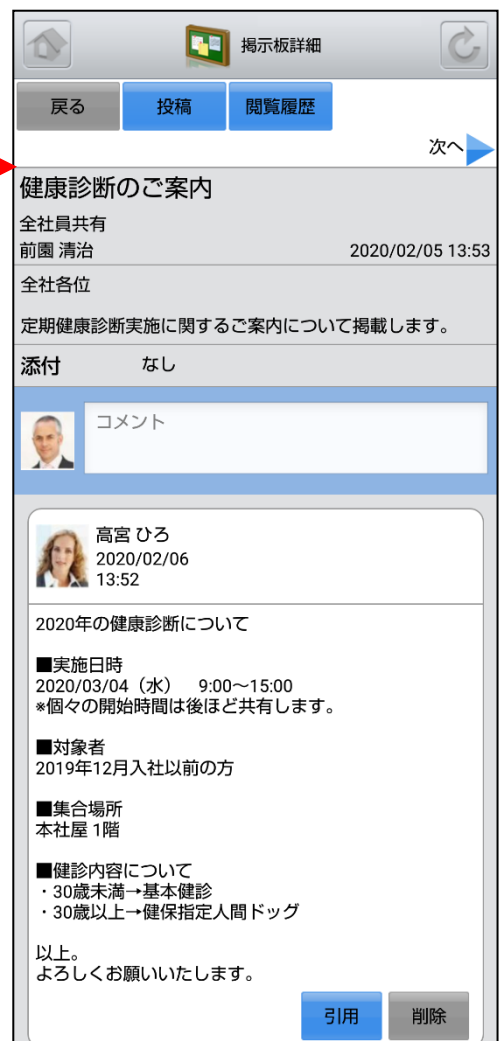 掲示板詳細
戻る 投稿 閲覧履歴
次へ
健康診断のご案内
全社員共有
前園 清治 2020/02/05 13:53
全社各位
定期健康診断実施に関するご案内について掲載します。
添付 なし
コメント
高宮 ひろ
2020/02/06
13:52
2020年の健康診断について
■実施日時
2020/03/04（水） 9:00～15:00
*個々の開始時間は後ほど共有します。
■対象者
2019年12月入社以前の方
■集合場所
本社屋 1階
■健診内容について
・30歳未満→基本健診
・30歳以上→健保指定人間ドッグ
以上。
よろしくお願いいたします。
引用 削除